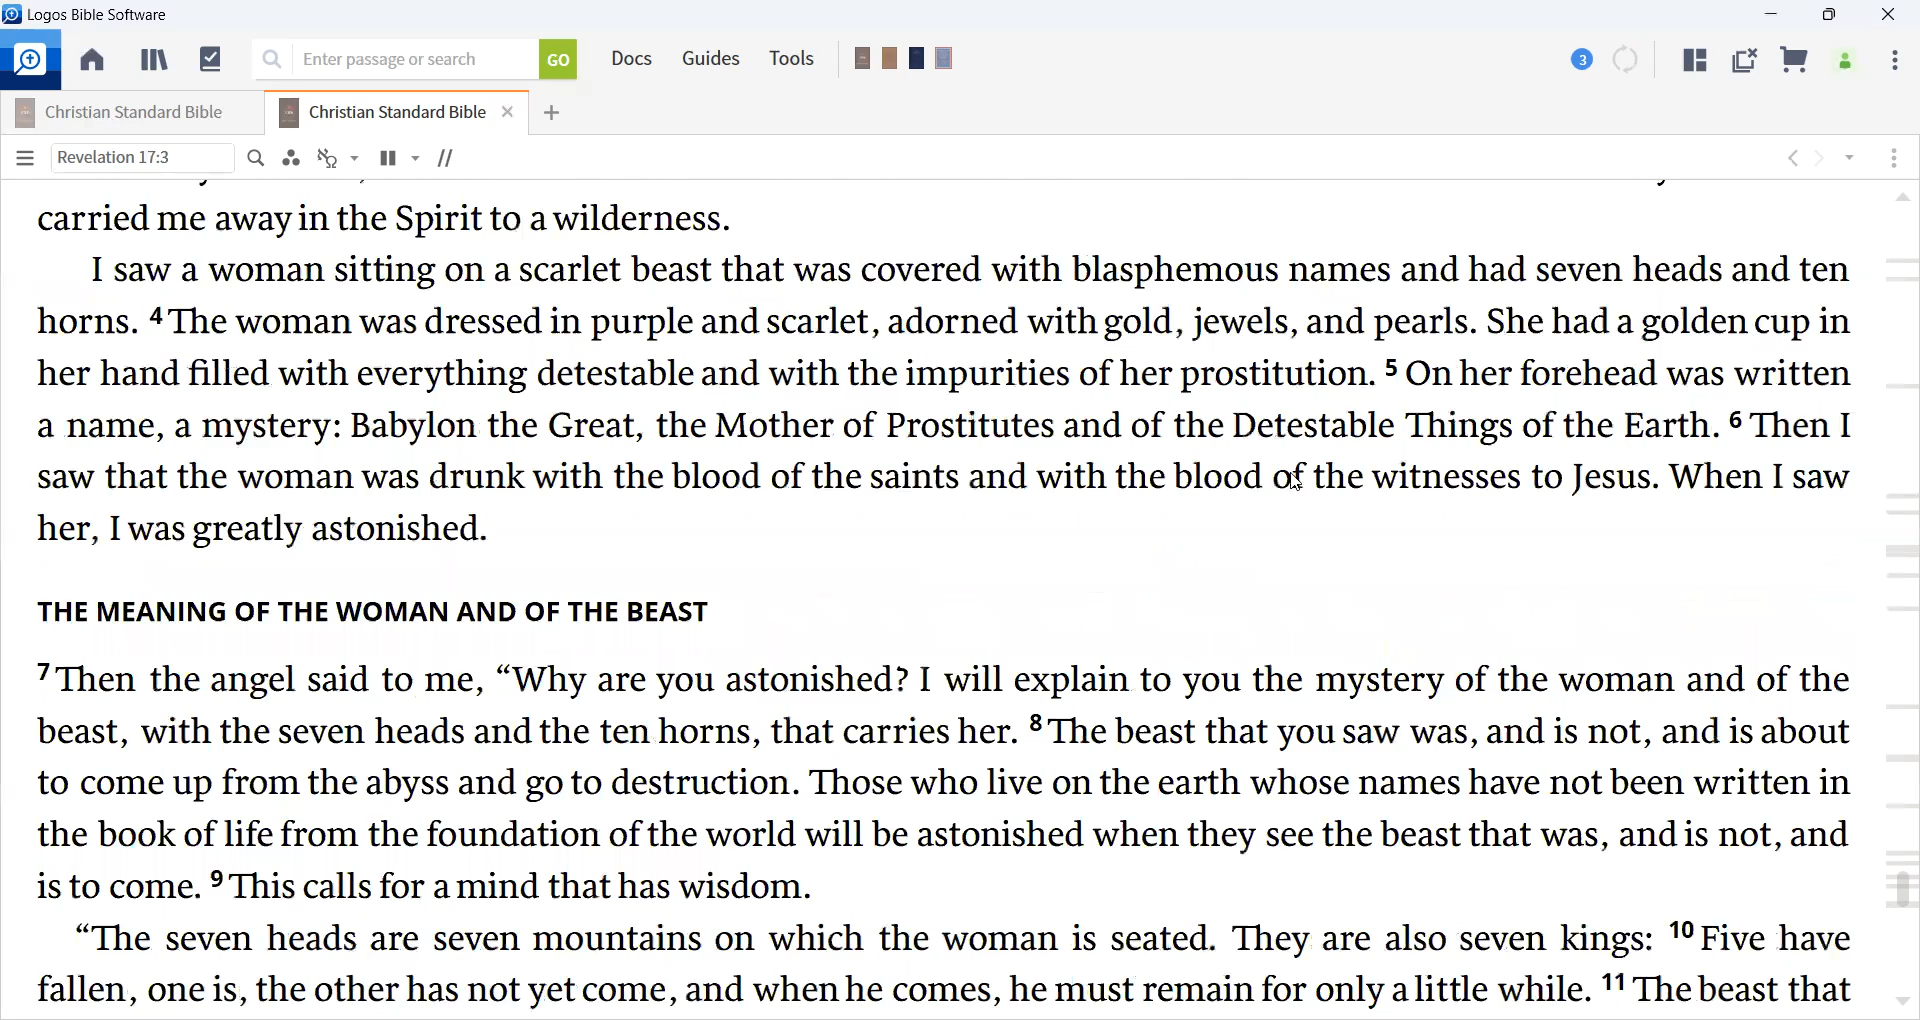 Logos Bible Software
Enter passage or search
GO
Docs
Guides
Tools
3
Christian Standard Bible
Christian Standard Bible
Revelation 17:3
carried me away in the Spirit to a wilderness.
I saw a woman sitting on a scarlet beast that was covered with blasphemous names and had seven heads and ten
horns. 4 The woman was dressed in purple and scarlet, adorned with gold, jewels, and pearls. She had a golden cup in
her hand filled with everything detestable and with the impurities of her prostitution. 5 On her forehead was written
a name, a mystery: Babylon the Great, the Mother of Prostitutes and of the Detestable Things of the Earth. 6 Then I
saw that the woman was drunk with the blood of the saints and with the blood of the witnesses to Jesus. When I saw
her, I was greatly astonished.
THE MEANING OF THE WOMAN AND OF THE BEAST
7 Then the angel said to me, “Why are you astonished? I will explain to you the mystery of the woman and of the
beast, with the seven heads and the ten horns, that carries her. 8 The beast that you saw was, and is not, and is about
to come up from the abyss and go to destruction. Those who live on the earth whose names have not been written in
the book of life from the foundation of the world will be astonished when they see the beast that was, and is not, and
is to come. 9 This calls for a mind that has wisdom.
“The seven heads are seven mountains on which the woman is seated. They are also seven kings: 10 Five have
fallen, one is, the other has not yet come, and when he comes, he must remain for only a little while. 11 The beast that